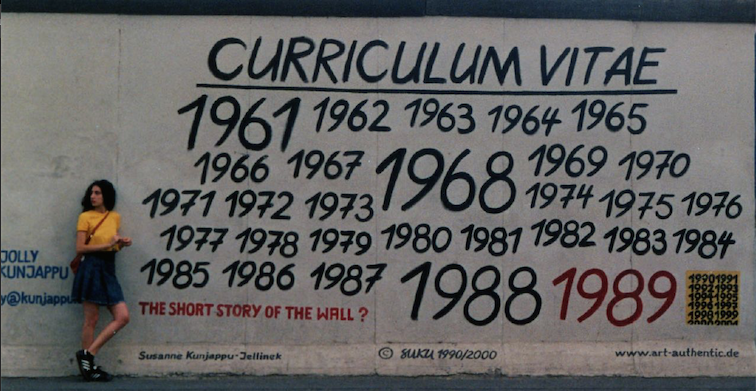 CURRICULUM VITAE
1961 1962 1963 1964 1965
1966 1967 1968 1969 1970
1971 1972 1973 1974 1975 1976
1977 1978 1979 1980 1981 1982 1983 1984
1985 1986 1987 1988 1989
19901991
THE SHORT STORY OF THE WALL ?
JOLLY
KUNJAPPU
y@kunjappu
Susanne Kunjappu-Jellinek
© SUKU 1990/2000
www.art-authentic.de